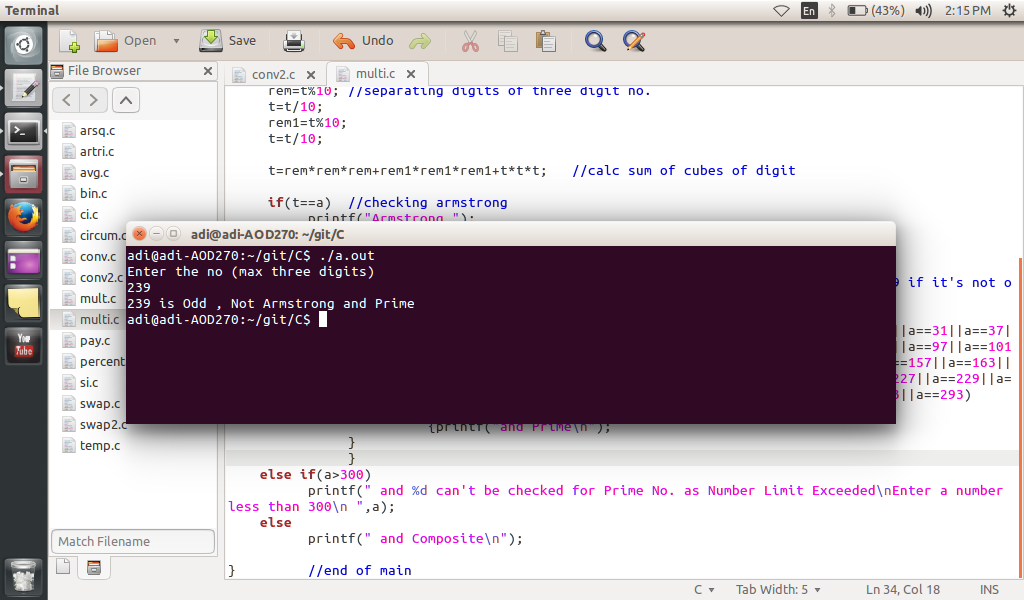 Terminal
En
(43%)
2:15 PM
Open
Save
Undo
File Browser
conv2.c
multi.c
arsq.c
artri.c
avg.c
bin.c
ci.c
circum.c
conv.c
conv2.c
mult.c
multi.c
pay.c
percent
si.c
swap.c
swap2.c
temp.c
Match Filename
You
Tube
rem=t%10; //separating digits of three digit no.
t=t/10;
rem1=t%10;
t=t/10;
t=rem*rem*rem+rem1*rem1*rem1+t*t*t; //calc sum of cubes of digit
if(t==a) //checking armstrong
printf("Armstrong ");
adi@adi-AOD270: ~/git/C
adi@adi-AOD270:~/git/C$ ./a.out
Enter the no (max three digits)
239
239 is Odd , Not Armstrong and Prime
adi@adi-AOD270:~/git/C$
9 if it's not o
||a==31||a==37|
||a==97||a==101
==157||a==163||
227||a==229||a=
||a==293)
{printf("and Prime\n");
}
}
else if(a>300)
printf(" and %d can't be checked for Prime No. as Number Limit Exceeded\nEnter a number
less than 300\n ",a);
else
printf(" and Composite\n");
} //end of main
C
Tab Width: 5
Ln 34, Col 18
INS